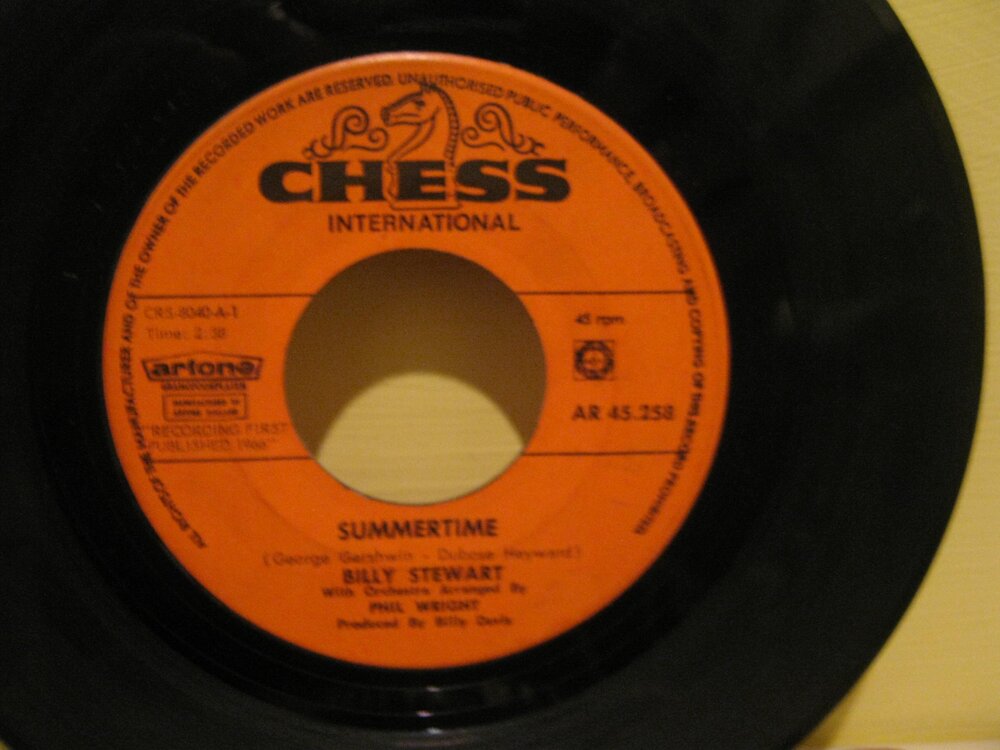 ALL RIGHTS OF THE MANUFACTURER AND OF THE OWNER OF THE RECORDED WORK ARE RESERVED. UNAUTHORISED PUBLIC PERFORMANCE, BROADCASTING AND COPYING OF THIS RECORD PROHIBITED
CHESS
INTERNATIONAL
CRS-8040-A-1
Time: 2:58
artone
"RECORDING FIRST
PUBLISHED 1966"
45 rpm
AR 45.258
SUMMERTIME
(George Gershwin - Dubose Heyward)
BILLY STEWART
With Orchestra Arranged By
PHIL WRIGHT
Produced By Billy Davis